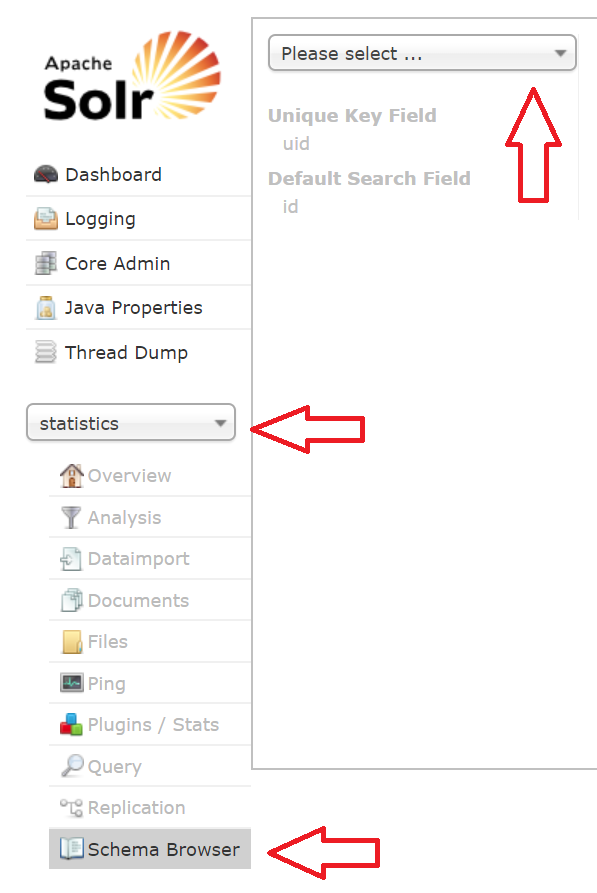 Apache
Solr
Dashboard
Logging
Core Admin
Java Properties
Thread Dump
statistics
Overview
Analysis
Dataimport
Documents
Files
Ping
Plugins / Stats
Query
Replication
Schema Browser
Please select ...
Unique Key Field
uid
Default Search Field
id